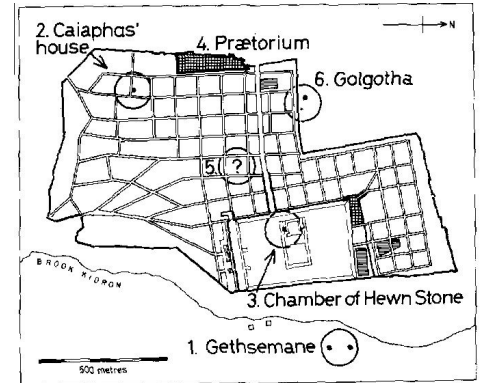 2. Caiaphas'
house
4. Prætorium
N
6. Golgotha
5.( ? )
BROOK KIDRON
3. Chamber of Hewn Stone
1. Gethsemane
500 metres